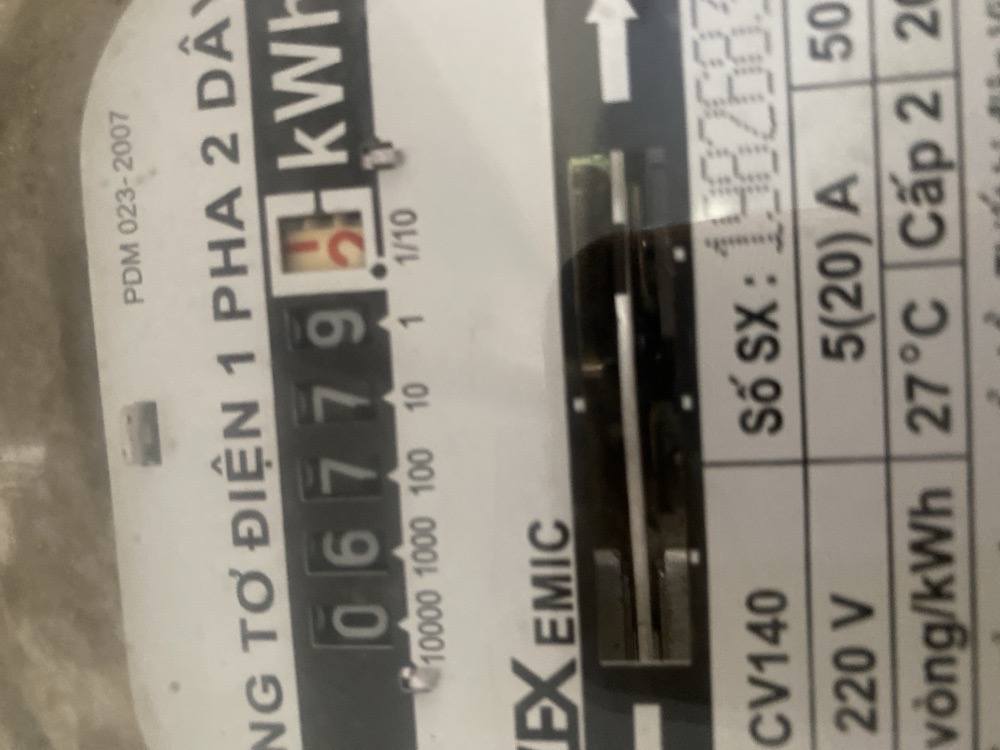 PDM 023-2007
NG TƠ ĐIỆN 1 PHA 2 DÂY
0 6 7 7 9 kWh
10000 1000 100 10 1 1/10
EMIC
CV140 Số SX :
220 V 5(20) A 50
vòng/kWh 27°C Cấp 2